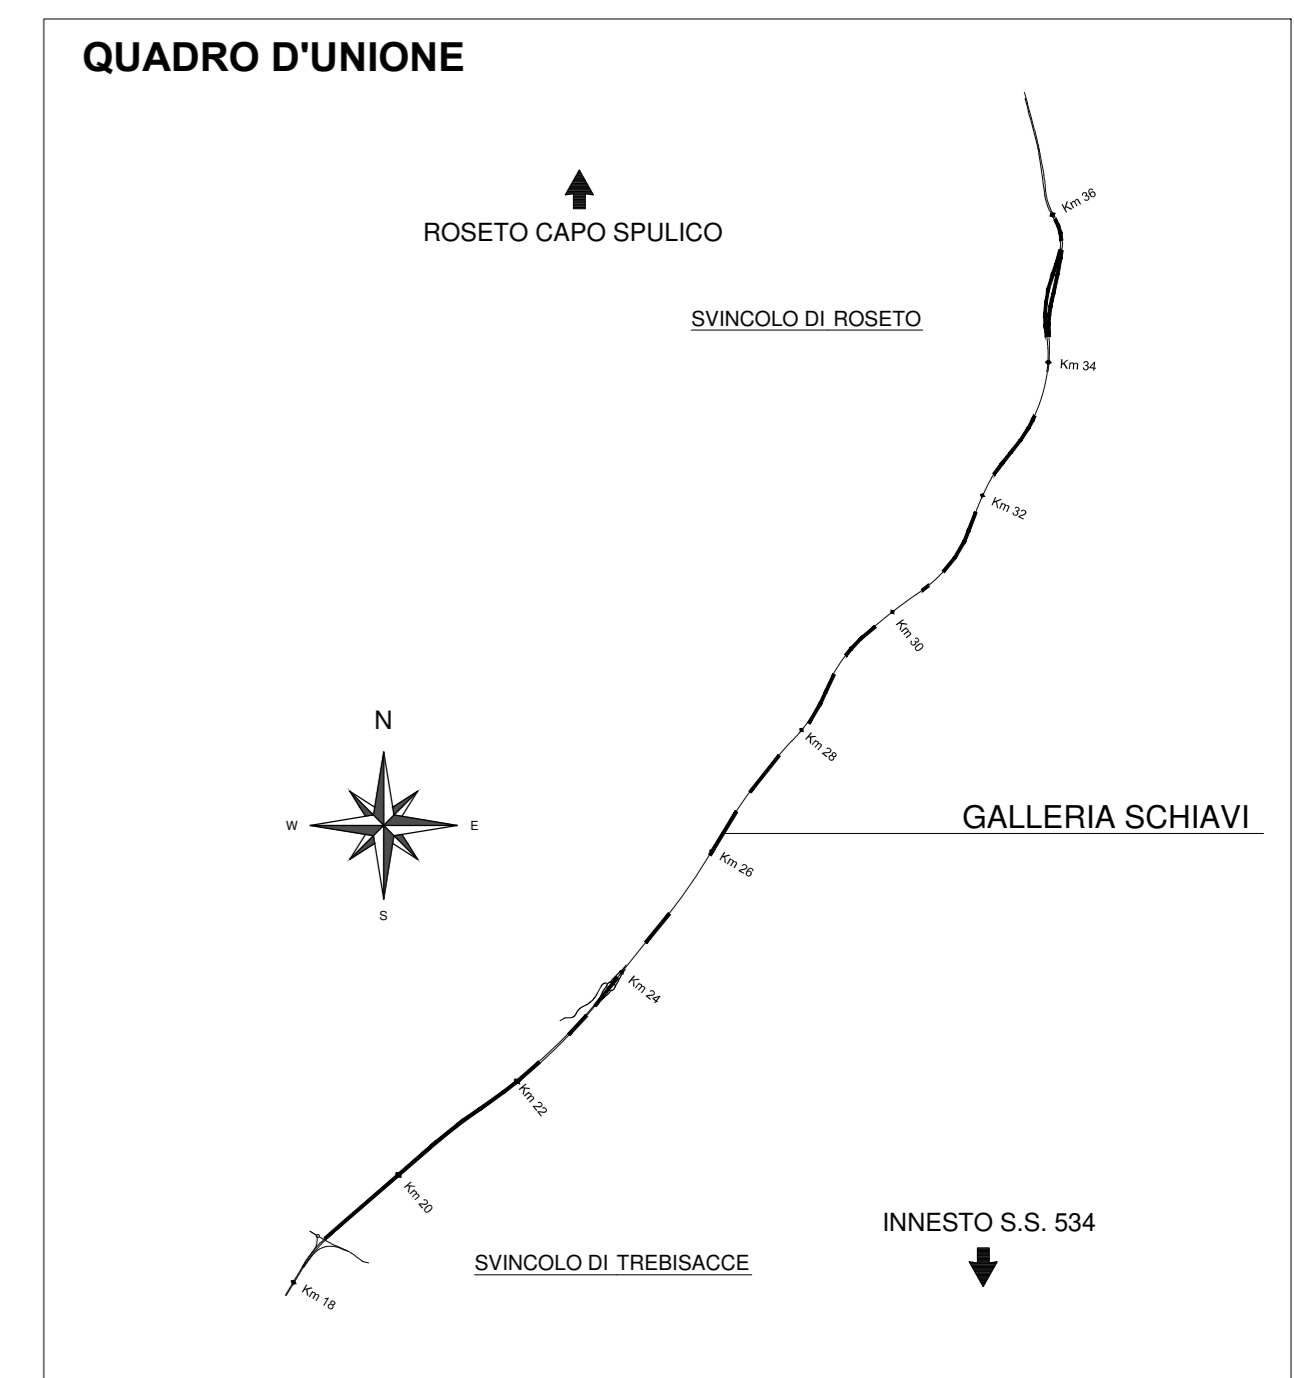 QUADRO D'UNIONE
Km 36
ROSETO CAPO SPULICO
SVINCOLO DI ROSETO
Km 34
Km 32
Km 30
N
Km 28
GALLERIA SCHIAVI
W
E
Km 26
S
Km 24
Km 22
Km 20
INNESTO S.S. 534
SVINCOLO DI TREBISACCE
Km 18